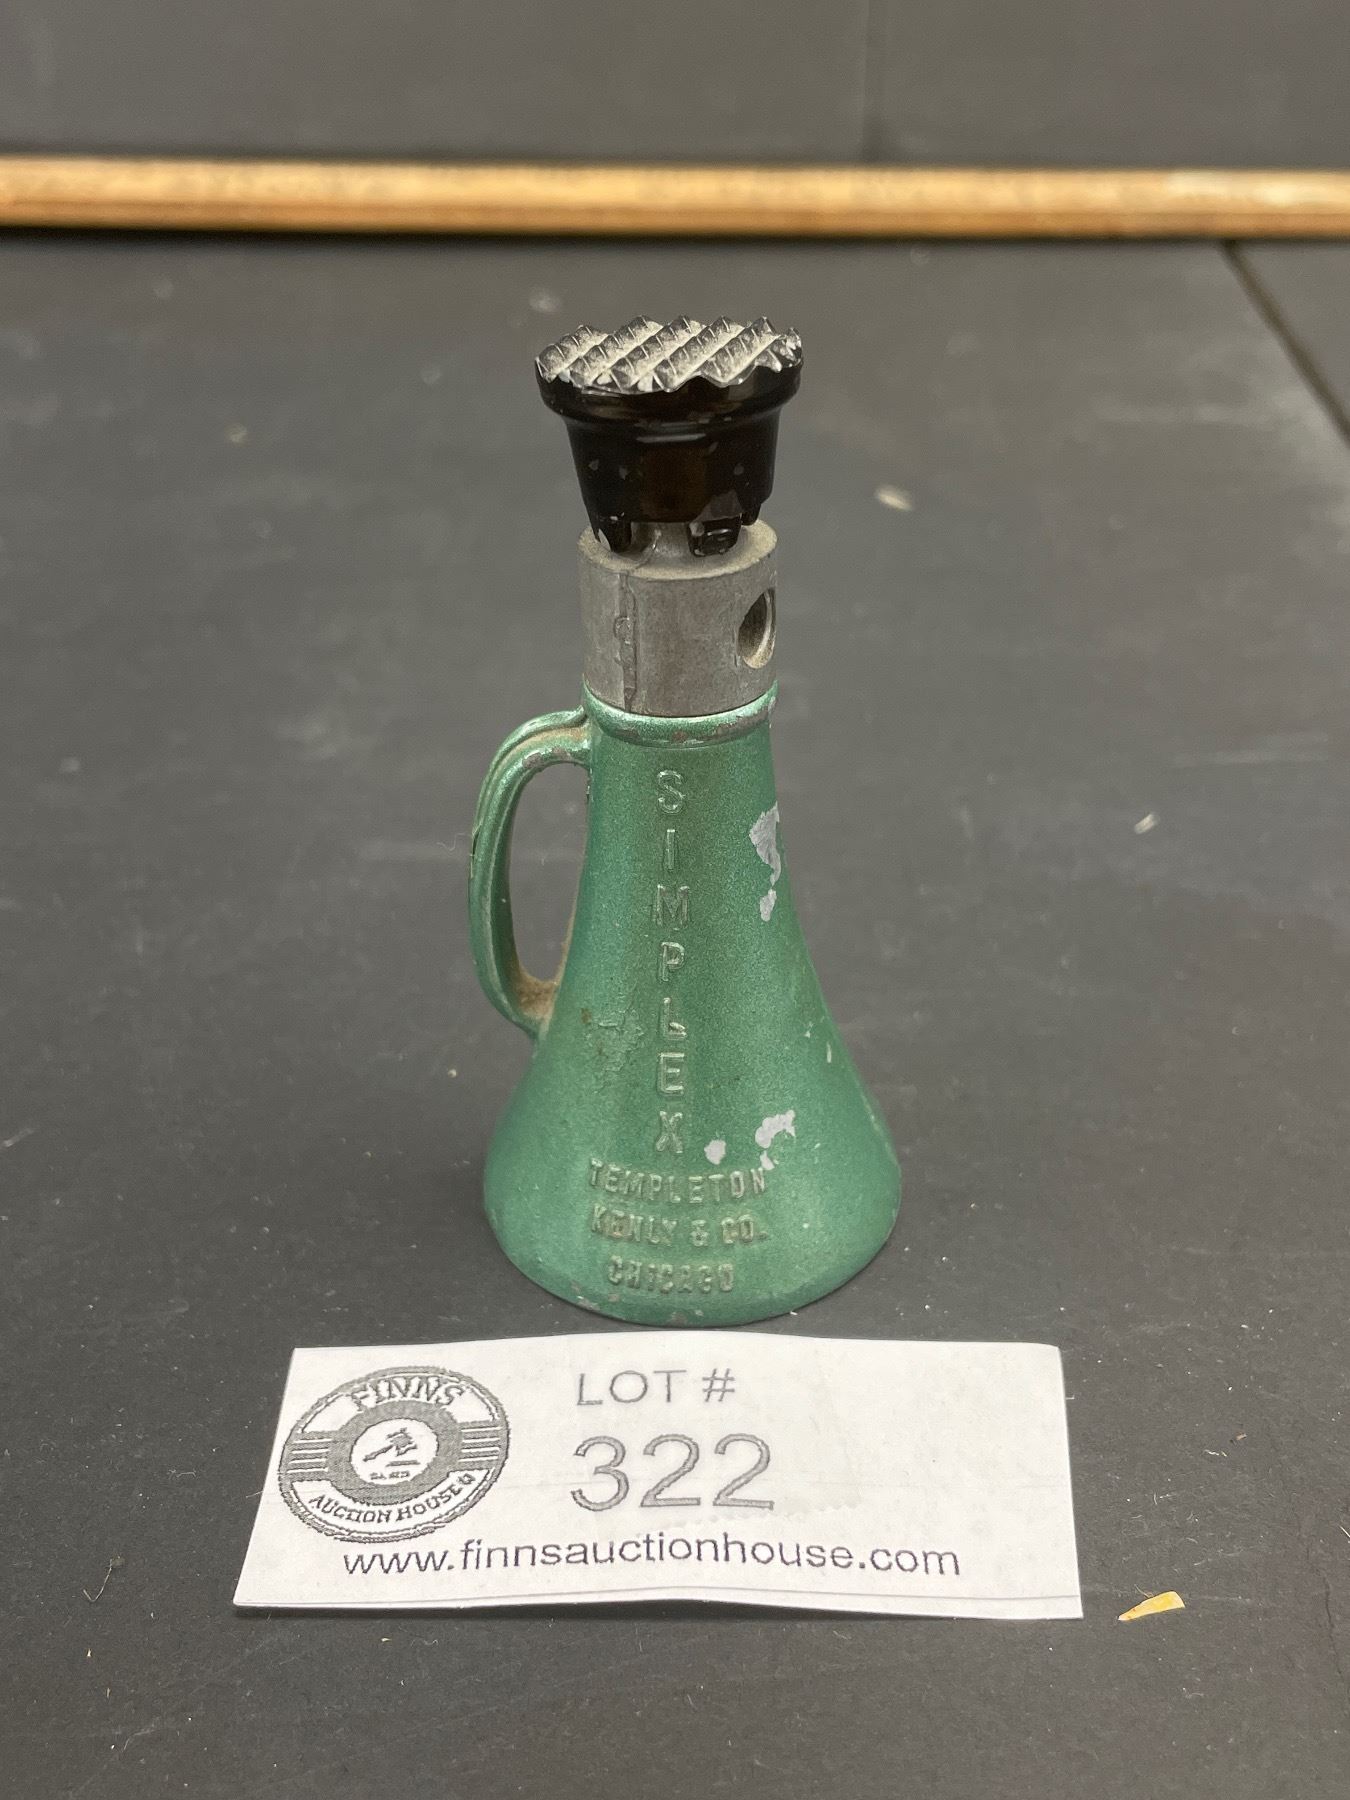 SIMPLEX
TEMPLETON
KENLY & CO.
CHICAGO
FINNS
AUCTION HOUSE
LOT #
322
www.finnsauctionhouse.com